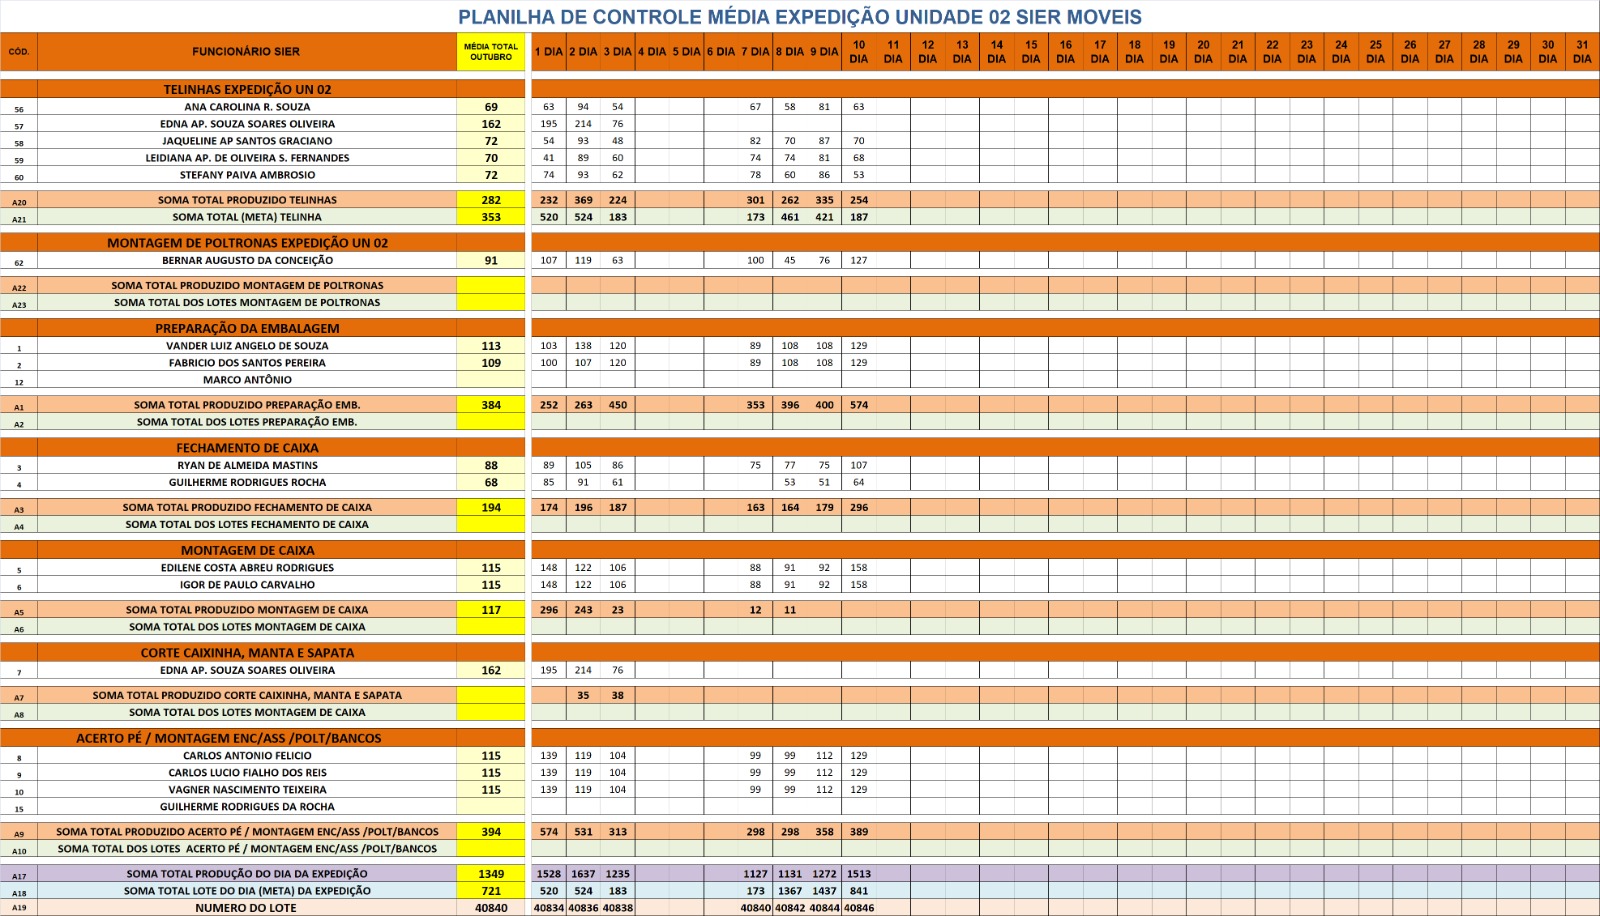 PLANILHA DE CONTROLE MÉDIA EXPEDIÇÃO UNIDADE 02 SIER MOVEIS
CÓD. FUNCIONÁRIO SIER MÉDIA TOTAL OUTUBRO 1 DIA 2 DIA 3 DIA 4 DIA 5 DIA 6 DIA 7 DIA 8 DIA 9 DIA 10 DIA 11 DIA 12 DIA 13 DIA 14 DIA 15 DIA 16 DIA 17 DIA 18 DIA 19 DIA 20 DIA 21 DIA 22 DIA 23 DIA 24 DIA 25 DIA 26 DIA 27 DIA 28 DIA 29 DIA 30 DIA 31 DIA
TELINHAS EXPEDIÇÃO UN 02
56 ANA CAROLINA R. SOUZA 69 63 94 54 67 58 81 63
57 EDNA AP. SOUZA SOARES OLIVEIRA 162 195 214 76
58 JAQUELINE AP SANTOS GRACIANO 72 54 93 48 82 70 87 70
59 LEIDIANA AP. DE OLIVEIRA S. FERNANDES 70 41 89 60 74 74 81 68
60 STEFANY PAIVA AMBROSIO 72 74 93 62 78 60 86 53
A20 SOMA TOTAL PRODUZIDO TELINHAS 282 232 369 224 301 262 335 254
A21 SOMA TOTAL (META) TELINHA 353 520 524 183 173 461 421 187
MONTAGEM DE POLTRONAS EXPEDIÇÃO UN 02
62 BERNAR AUGUSTO DA CONCEIÇÃO 91 107 119 63 100 45 76 127
A22 SOMA TOTAL PRODUZIDO MONTAGEM DE POLTRONAS
A23 SOMA TOTAL DOS LOTES MONTAGEM DE POLTRONAS
PREPARAÇÃO DA EMBALAGEM
1 VANDER LUIZ ANGELO DE SOUZA 113 103 138 120 89 108 108 129
2 FABRICIO DOS SANTOS PEREIRA 109 100 107 120 89 108 108 129
12 MARCO ANTÔNIO
A1 SOMA TOTAL PRODUZIDO PREPARAÇÃO EMB. 384 252 263 450 353 396 400 574
A2 SOMA TOTAL DOS LOTES PREPARAÇÃO EMB.
FECHAMENTO DE CAIXA
3 RYAN DE ALMEIDA MASTINS 88 89 105 86 75 77 75 107
4 GUILHERME RODRIGUES ROCHA 68 85 91 61 53 51 64
A3 SOMA TOTAL PRODUZIDO FECHAMENTO DE CAIXA 194 174 196 187 163 164 179 296
A4 SOMA TOTAL DOS LOTES FECHAMENTO DE CAIXA
MONTAGEM DE CAIXA
5 EDILENE COSTA ABREU RODRIGUES 115 148 122 106 88 91 92 158
6 IGOR DE PAULO CARVALHO 115 148 122 106 88 91 92 158
A5 SOMA TOTAL PRODUZIDO MONTAGEM DE CAIXA 117 296 243 23 12 11
A6 SOMA TOTAL DOS LOTES MONTAGEM DE CAIXA
CORTE CAIXINHA, MANTA E SAPATA
7 EDNA AP. SOUZA SOARES OLIVEIRA 162 195 214 76
A7 SOMA TOTAL PRODUZIDO CORTE CAIXINHA, MANTA E SAPATA 35 38
A8 SOMA TOTAL DOS LOTES MONTAGEM DE CAIXA
ACERTO PÉ / MONTAGEM ENC/ASS /POLT/BANCOS
8 CARLOS ANTONIO FELICIO 115 139 119 104 99 99 112 129
9 CARLOS LUCIO FIALHO DOS REIS 115 139 119 104 99 99 112 129
10 VAGNER NASCIMENTO TEIXEIRA 115 139 119 104 99 99 112 129
15 GUILHERME RODRIGUES DA ROCHA
A9 SOMA TOTAL PRODUZIDO ACERTO PÉ / MONTAGEM ENC/ASS /POLT/BANCOS 394 574 531 313 298 298 358 389
A10 SOMA TOTAL DOS LOTES ACERTO PÉ / MONTAGEM ENC/ASS /POLT/BANCOS
A17 SOMA TOTAL PRODUÇÃO DO DIA DA EXPEDIÇÃO 1349 1528 1637 1235 1127 1131 1272 1513
A18 SOMA TOTAL LOTE DO DIA (META) DA EXPEDIÇÃO 721 520 524 183 173 1367 1437 841
A19 NUMERO DO LOTE 40840 40834 40836 40838 40840 40842 40844 40846